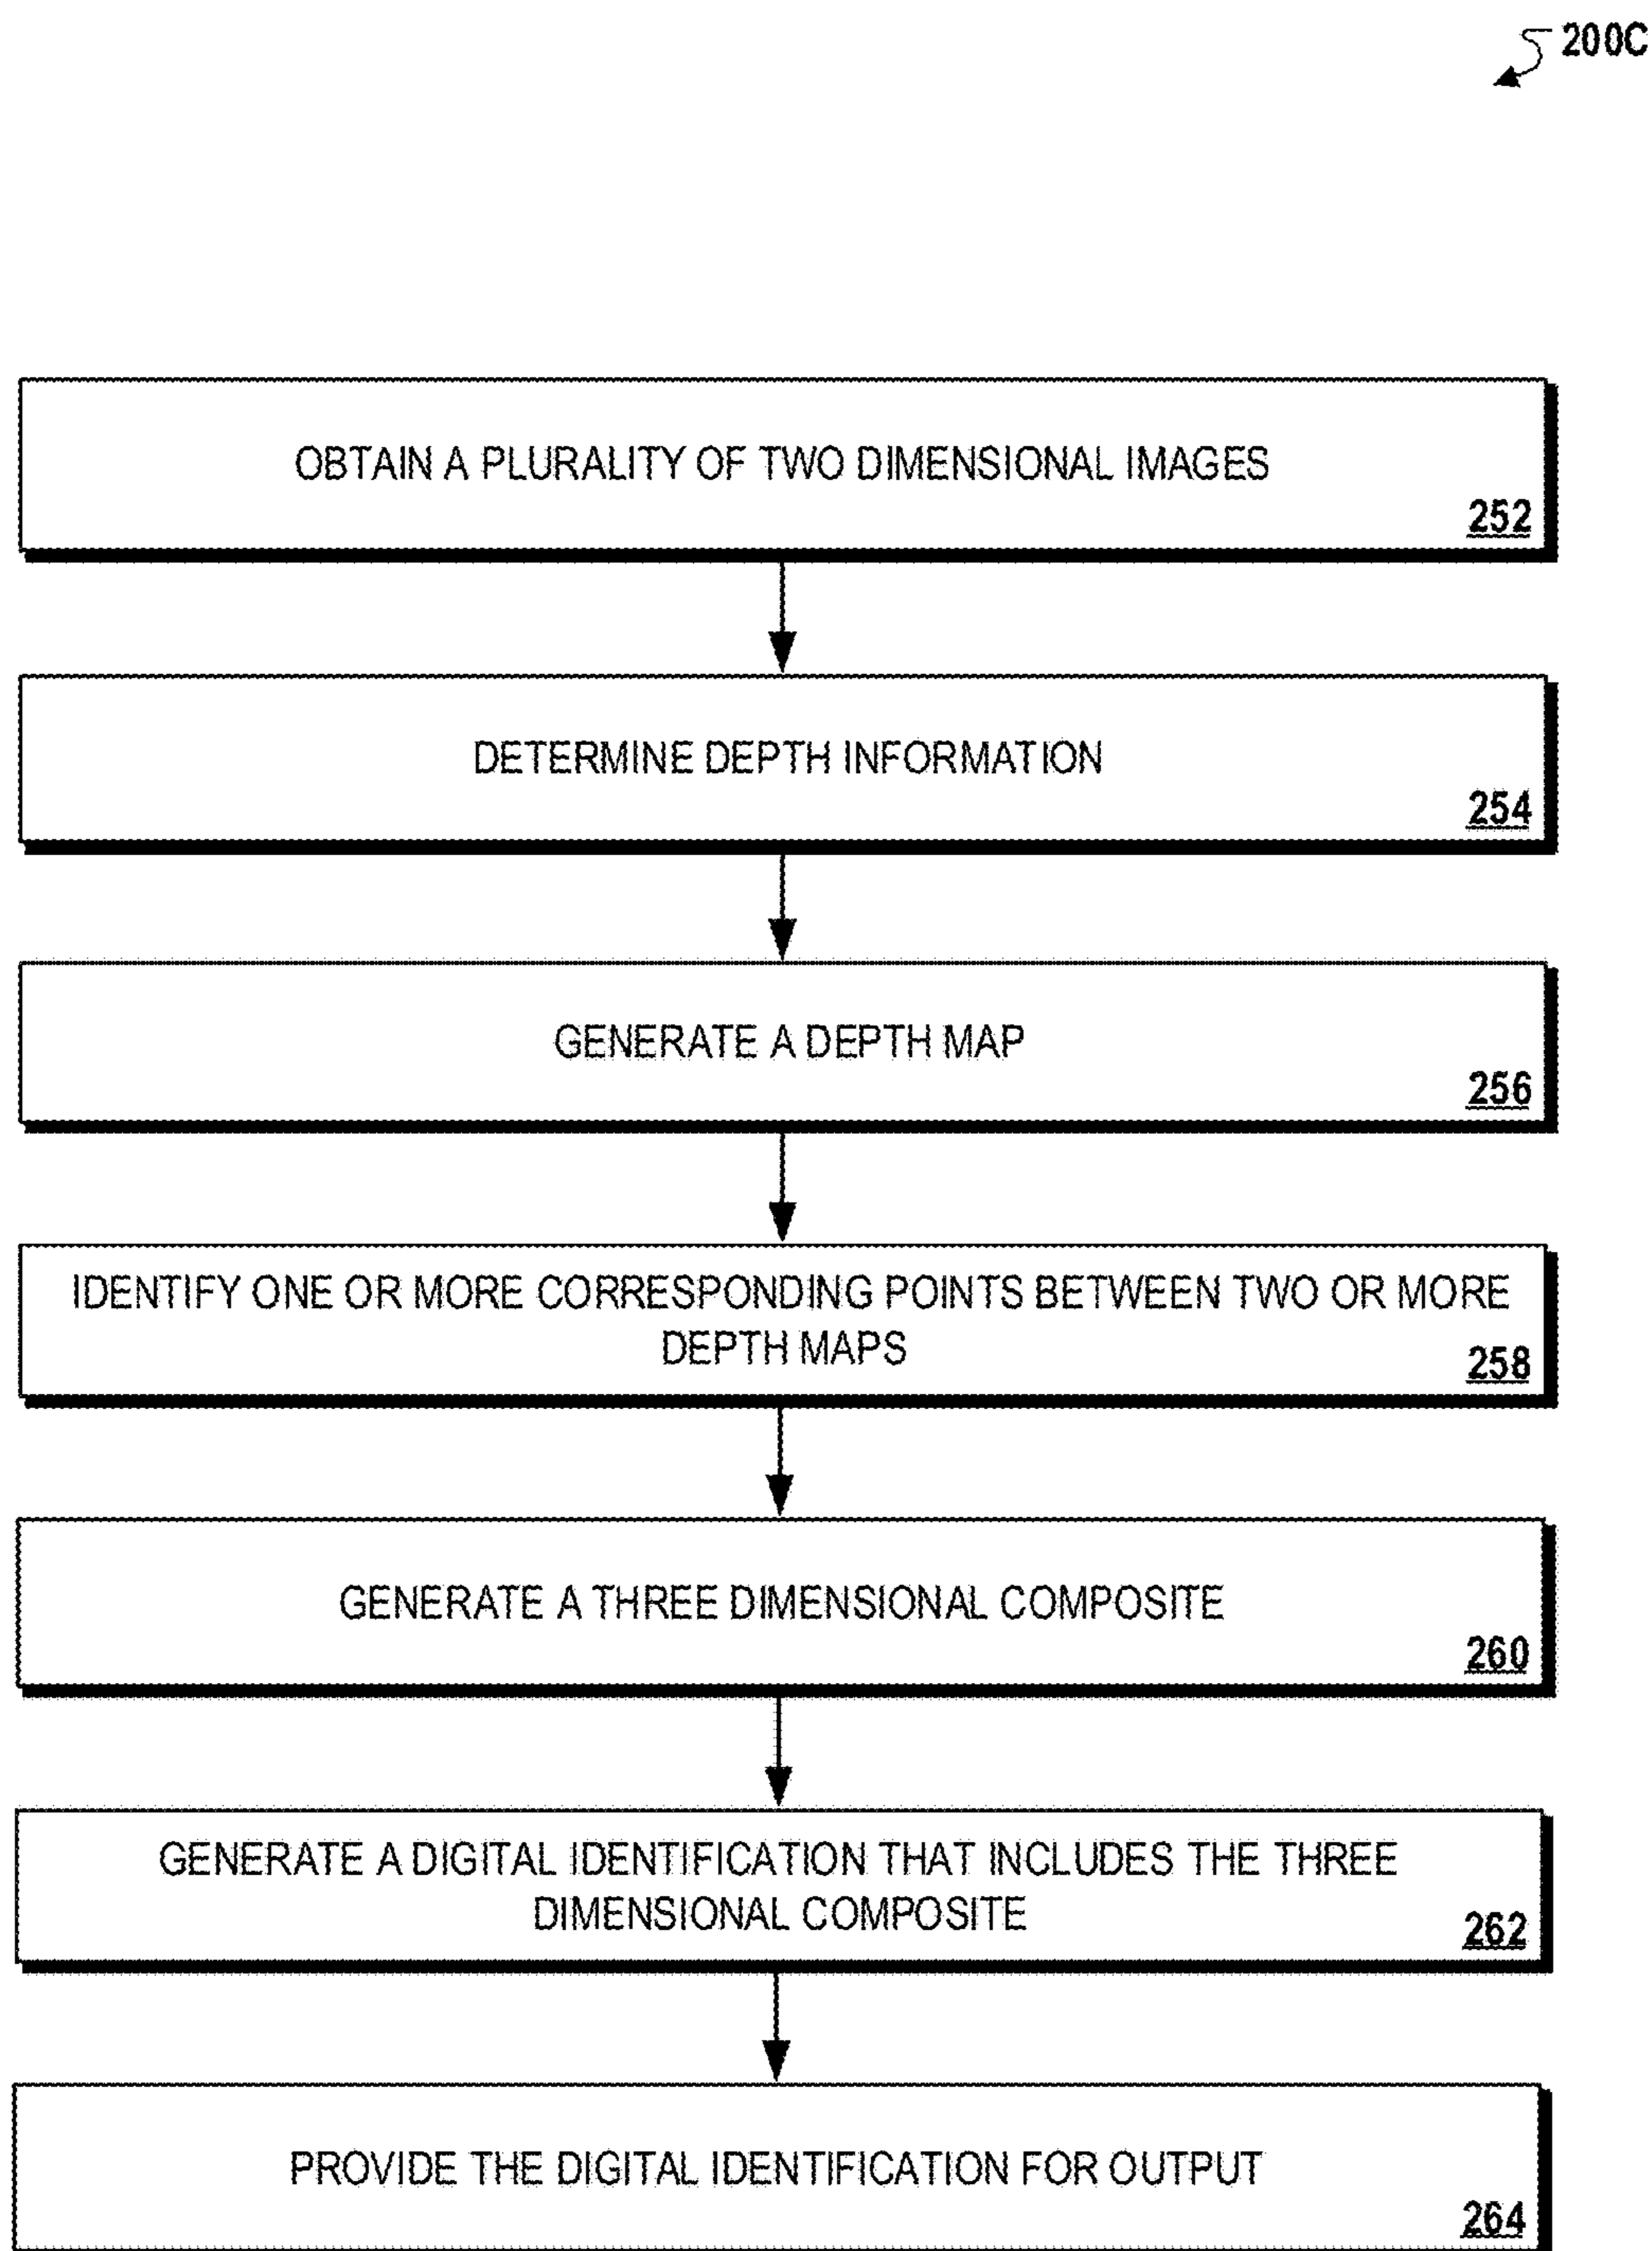 200C
OBTAIN A PLURALITY OF TWO DIMENSIONAL IMAGES
252
DETERMINE DEPTH INFORMATION
254
GENERATE A DEPTH MAP
256
IDENTIFY ONE OR MORE CORRESPONDING POINTS BETWEEN TWO OR MORE
DEPTH MAPS
258
GENERATE A THREE DIMENSIONAL COMPOSITE
260
GENERATE A DIGITAL IDENTIFICATION THAT INCLUDES THE THREE
DIMENSIONAL COMPOSITE
262
PROVIDE THE DIGITAL IDENTIFICATION FOR OUTPUT
264